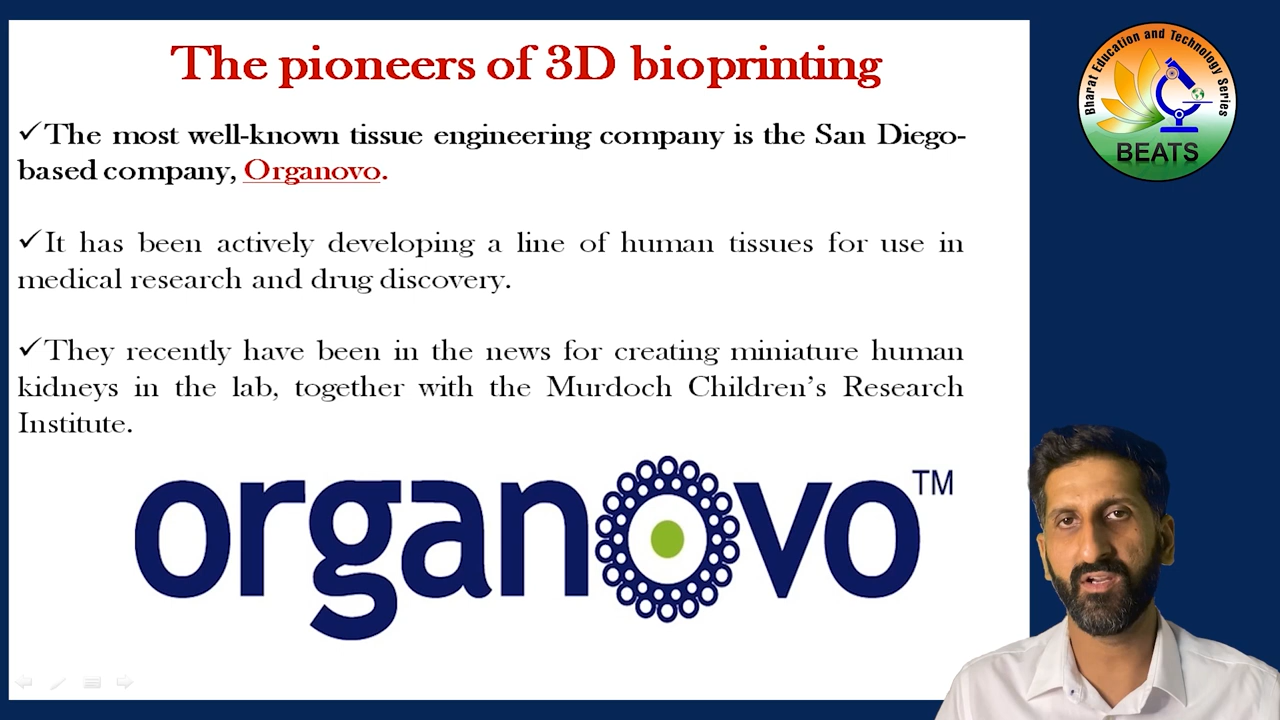 The pioneers of 3D bioprinting
✓The most well-known tissue engineering company is the San Diego-
based company, Organovo.
✓It has been actively developing a line of human tissues for use in
medical research and drug discovery.
✓They recently have been in the news for creating miniature human
kidneys in the lab, together with the Murdoch Children's Research
Institute.
organovo™
Bharat Education and Technology Series
BEATS